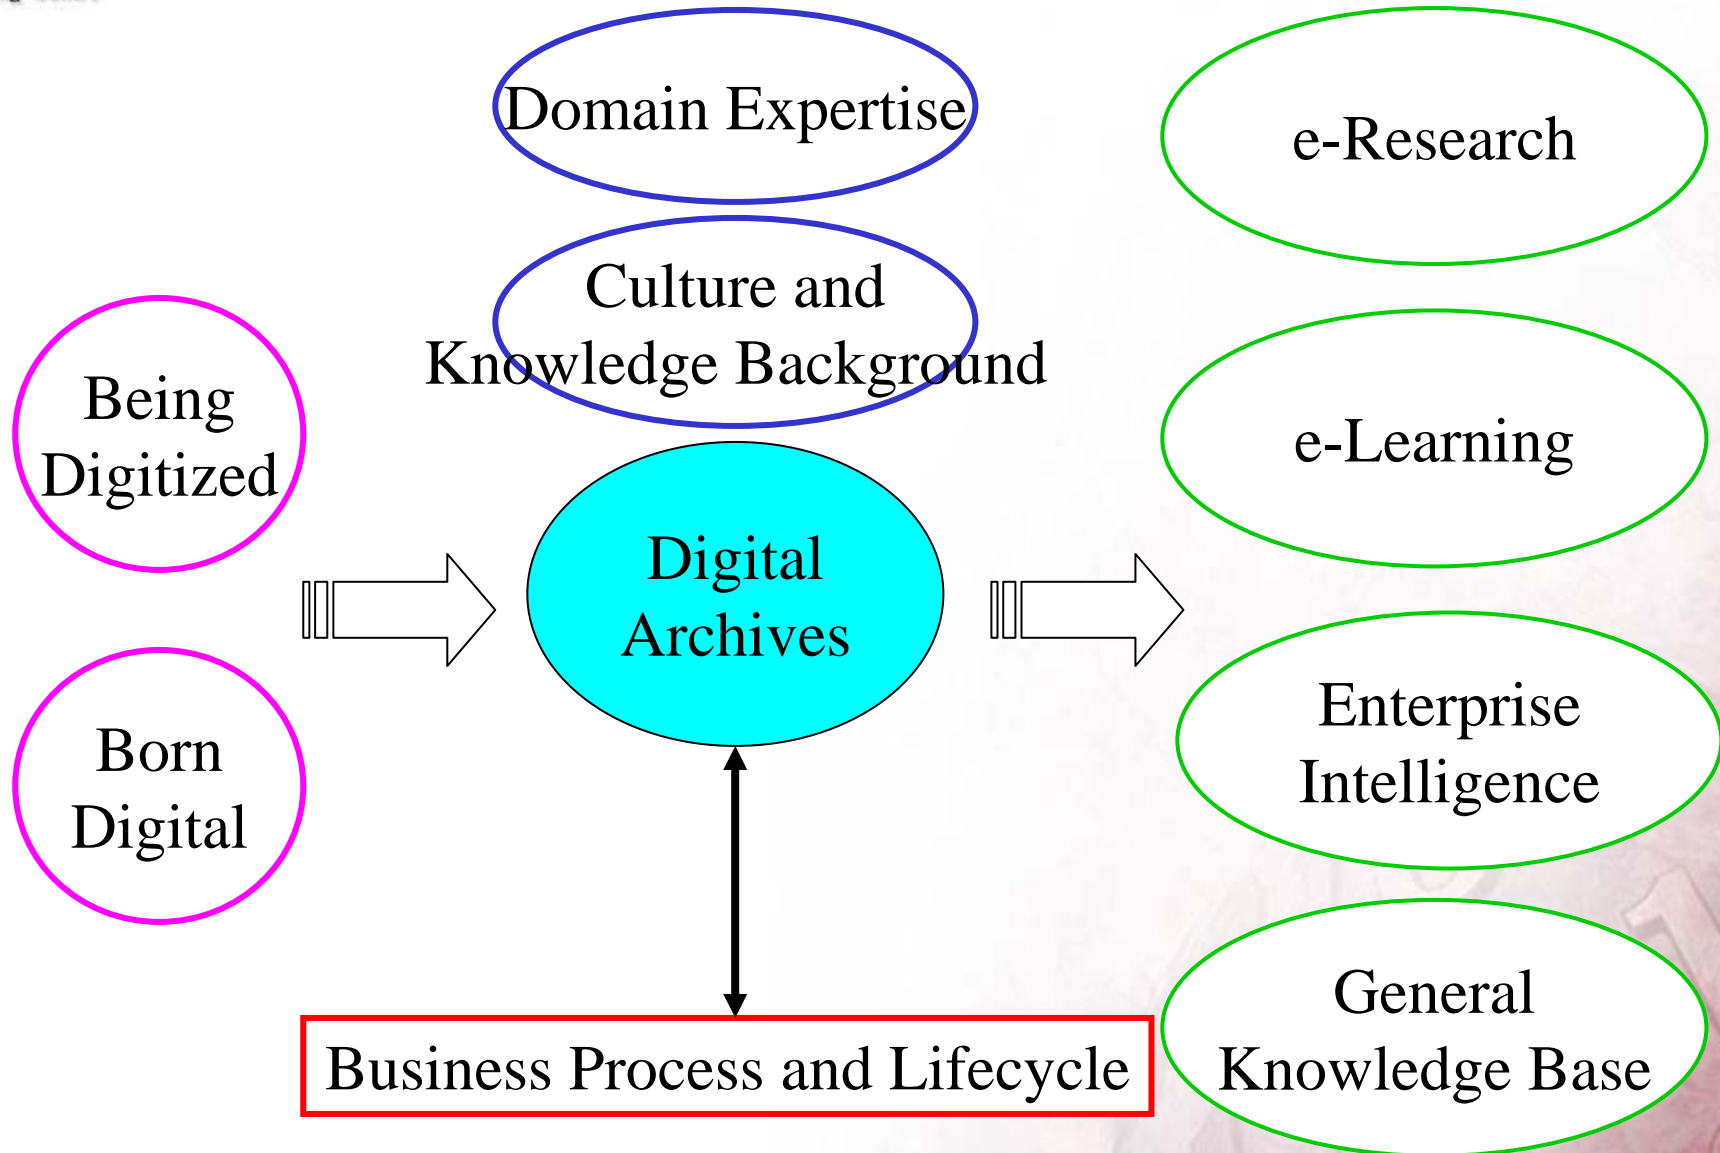 Domain Expertise
Culture and
Knowledge Background
Being
Digitized
Born
Digital
Digital
Archives
Business Process and Lifecycle
e-Research
e-Learning
Enterprise
Intelligence
General
Knowledge Base